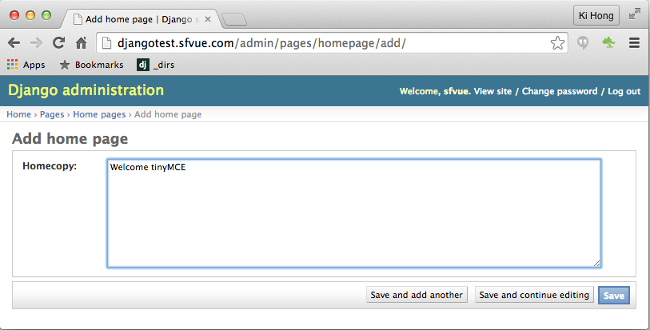 Add home page | Django s
Ki Hong
djangotest.sfvue.com/admin/pages/homepage/add/
Apps Bookmarks dj _dirs
Django administration
Welcome, sfvue. View site / Change password / Log out
Home › Pages › Home pages › Add home page
Add home page
Homecopy:
Welcome tinyMCE
Save and add another Save and continue editing Save